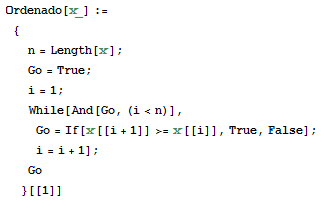 Ordenado[x_] :=
{
n = Length[x];
Go = True;
i = 1;
While[And[Go, (i < n)],
Go = If[x[[i + 1]] >= x[[i]], True, False];
i = i + 1];
Go
}[[1]]